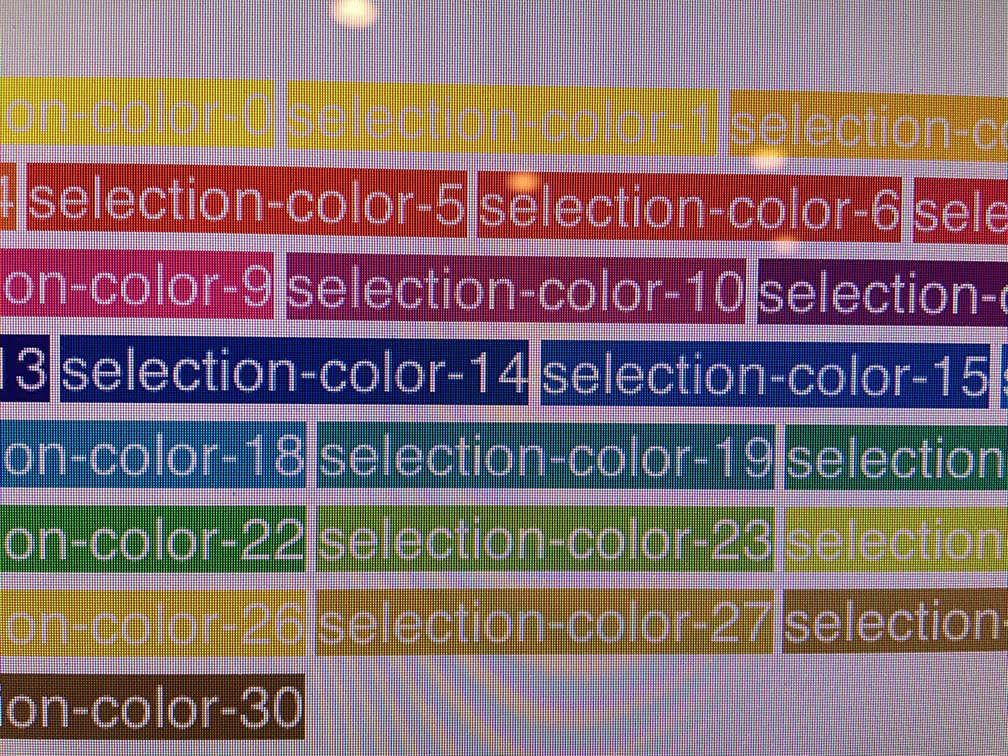 on-color-0 selection-color-1 selection-c
4 selection-color-5 selection-color-6 sele
on-color-9 selection-color-10 selection-c
13 selection-color-14 selection-color-15 s
on-color-18 selection-color-19 selection
on-color-22 selection-color-23 selection
on-color-26 selection-color-27 selection-
ion-color-30